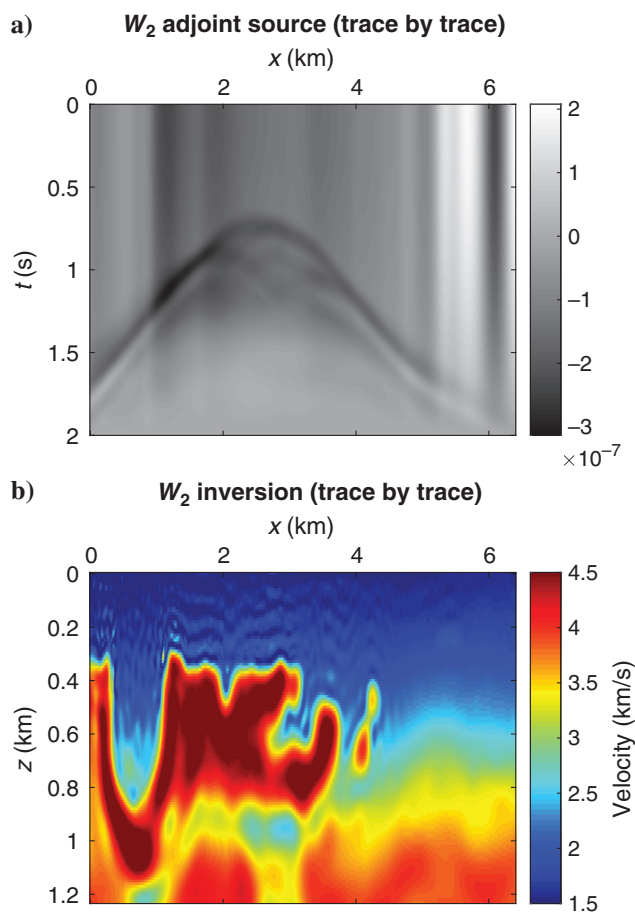 a)
W₂ adjoint source (trace by trace)
x (km)
0 2 4 6
0
0.5
1
1.5
2
t (s)
2
1
0
−1
−2
−3
×10⁻⁷
b)
W₂ inversion (trace by trace)
x (km)
0 2 4 6
0
0.2
0.4
0.6
0.8
1
1.2
z (km)
4.5
4
3.5
3
2.5
2
1.5
Velocity (km/s)